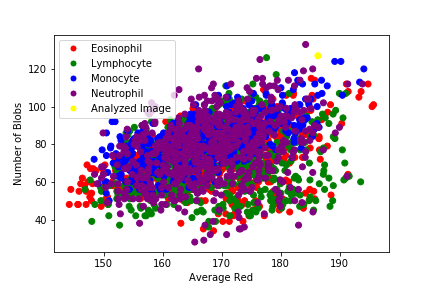 Eosinophil
Lymphocyte
Monocyte
Neutrophil
Analyzed Image
120
100
80
60
40
Number of Blobs
150 160 170 180 190
Average Red